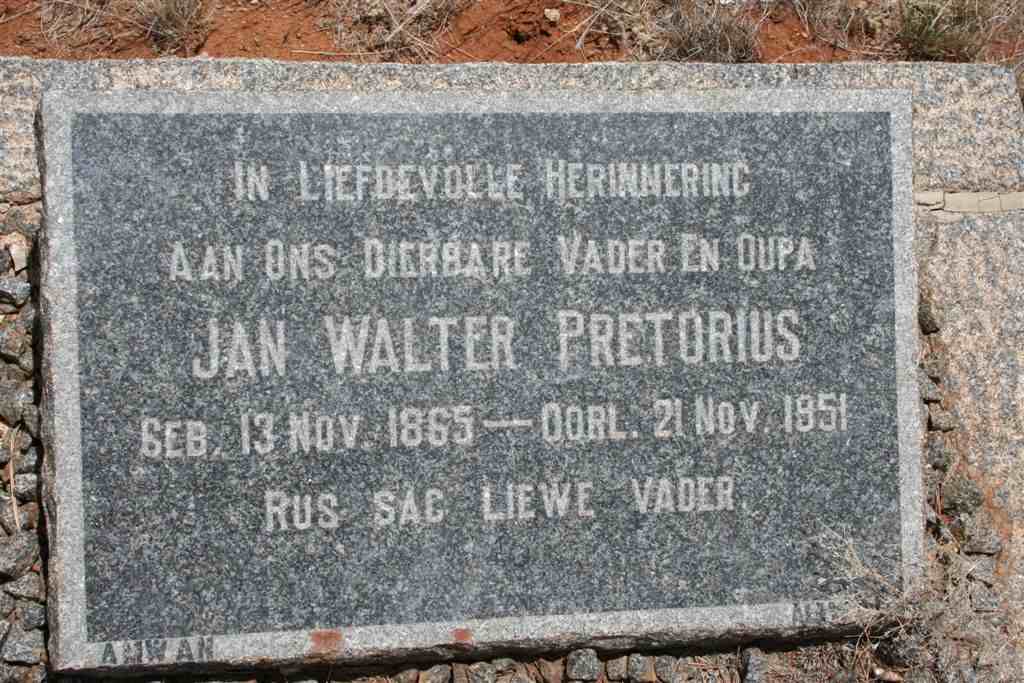 IN LIEFDEVOLLE HERINNERING
AAN ONS DIERBARE VADER EN OUPA
JAN WALTER PRETORIUS
GEB. 13 NOV. 1865 — OORL. 21 NOV. 1951
RUS SAG LIEWE VADER.